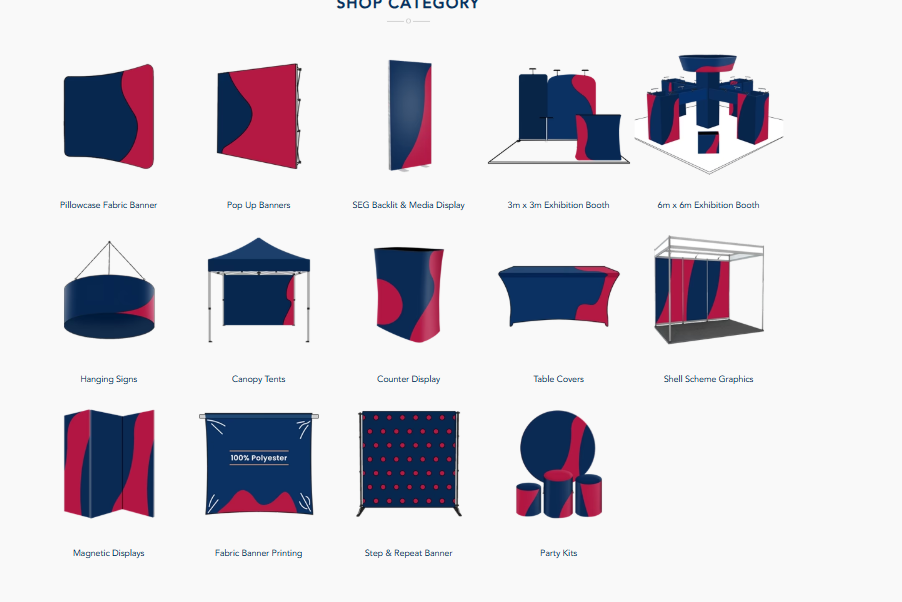 SHOP CATEGORY
Pillowcase Fabric Banner
Pop Up Banners
SEG Backlit & Media Display
3m x 3m Exhibition Booth
6m x 6m Exhibition Booth
Hanging Signs
Canopy Tents
Counter Display
Table Covers
Shell Scheme Graphics
100% Polyester
Magnetic Displays
Fabric Banner Printing
Step & Repeat Banner
Party Kits